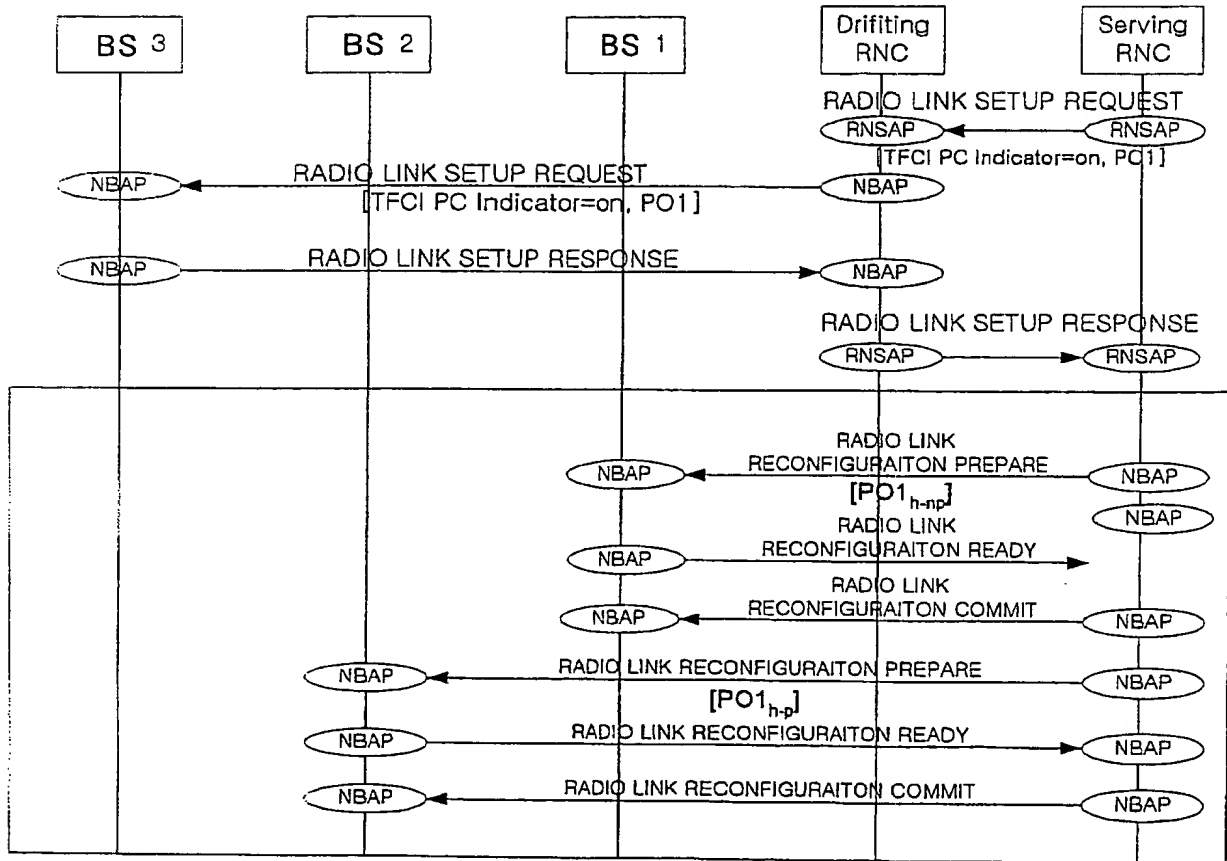 BS 3
BS 2
BS 1
Drifiting
RNC
Serving
RNC
RADIO LINK SETUP REQUEST
RNSAP
RNSAP
[TFCI PC Indicator=on, PO1]
RADIO LINK SETUP REQUEST
NBAP
NBAP
[TFCI PC Indicator=on, PO1]
RADIO LINK SETUP RESPONSE
NBAP
NBAP
RADIO LINK SETUP RESPONSE
RNSAP
RNSAP
RADIO LINK
RECONFIGURAITON PREPARE
NBAP
NBAP
[PO1h-np]
NBAP
RADIO LINK
RECONFIGURAITON READY
NBAP
RADIO LINK
RECONFIGURAITON COMMIT
NBAP
NBAP
RADIO LINK RECONFIGURAITON PREPARE
NBAP
NBAP
[PO1h-p]
RADIO LINK RECONFIGURAITON READY
NBAP
NBAP
RADIO LINK RECONFIGURAITON COMMIT
NBAP
NBAP